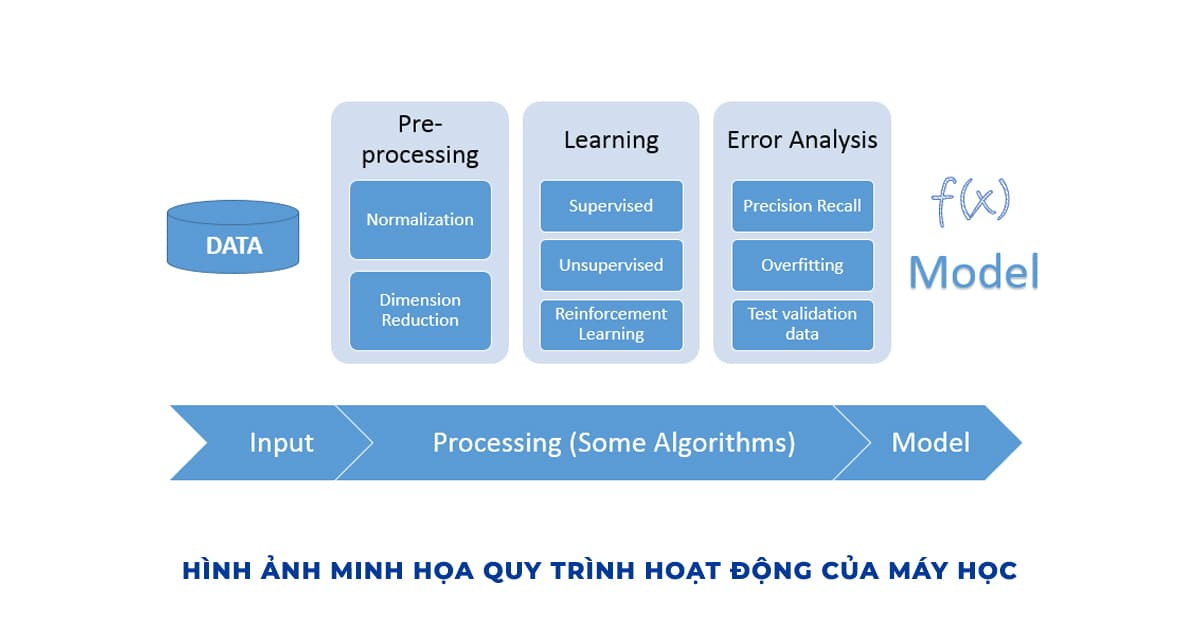 DATA
Pre-
processing
Normalization
Dimension
Reduction
Learning
Supervised
Unsupervised
Reinforcement
Learning
Error Analysis
Precision Recall
Overfitting
Test validation
data
f(x)
Model
Input
Processing (Some Algorithms)
Model
HÌNH ẢNH MINH HỌA QUY TRÌNH HOẠT ĐỘNG CỦA MÁY HỌC